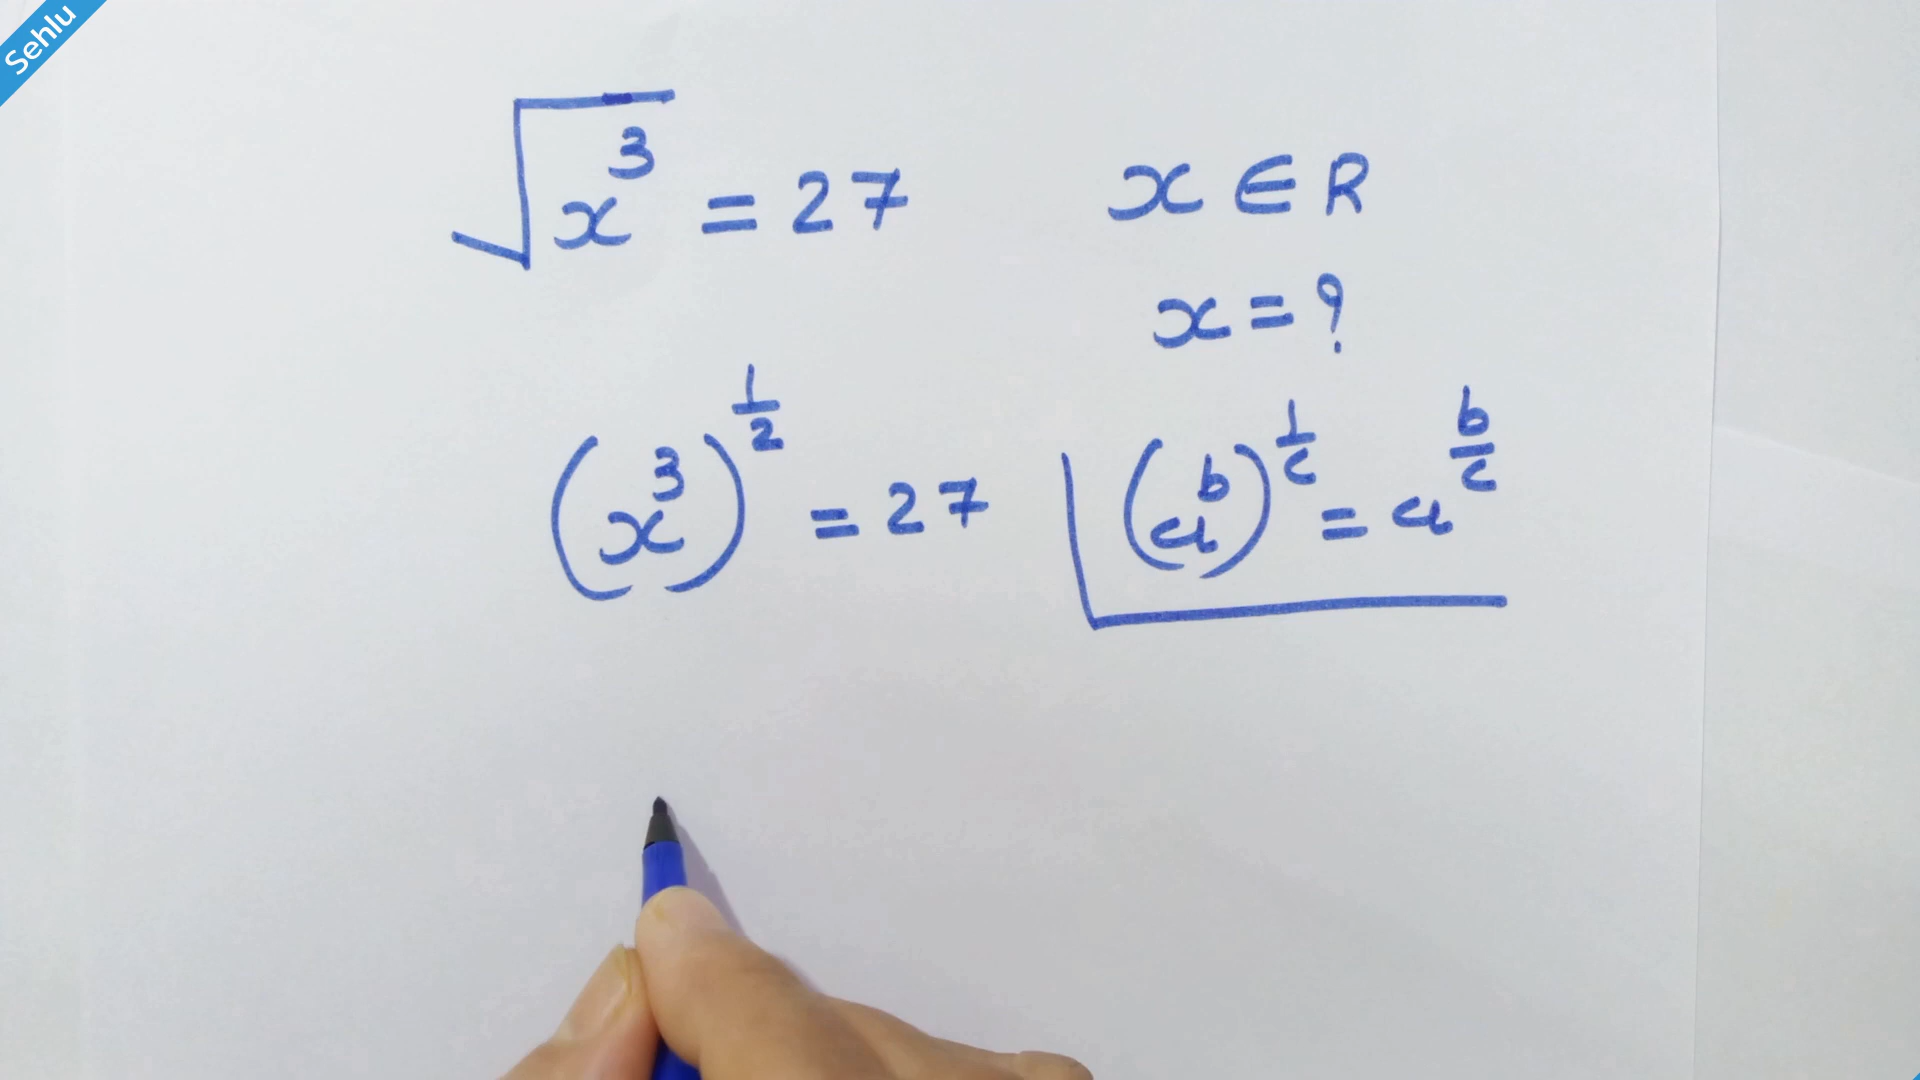 Sehlu
√x³ = 27
x ∈ R
x = ?
(x³)^(1/2) = 27
(a^b)^(1/c) = a^(b/c)